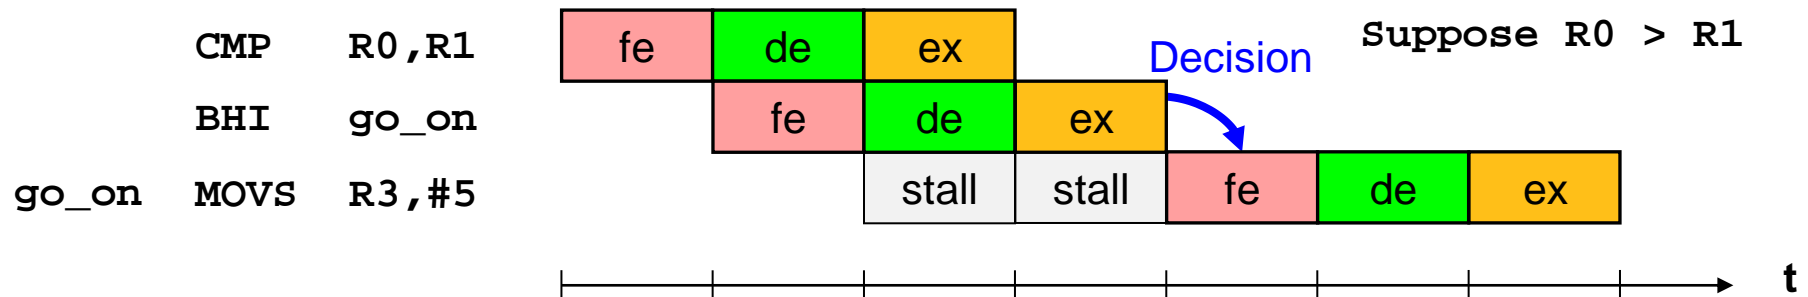 CMP R0,R1 fe de ex Decision Suppose R0 > R1
BHI go_on fe de ex
go_on MOVS R3,#5 stall stall fe de ex
t